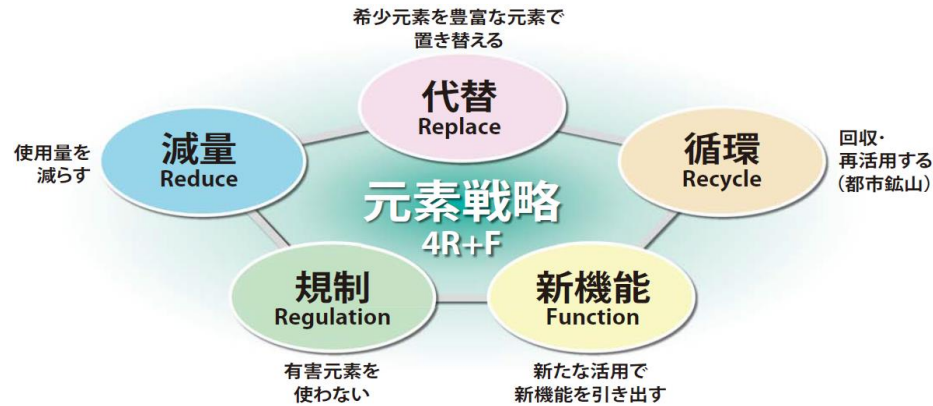 希少元素を豊富な元素で
置き替える
代替
Replace
使用量を
減らす
減量
Reduce
循環
Recycle
回収・
再活用する
（都市鉱山）
元素戦略
4R+F
規制
Regulation
有害元素を
使わない
新機能
Function
新たな活用で
新機能を引き出す